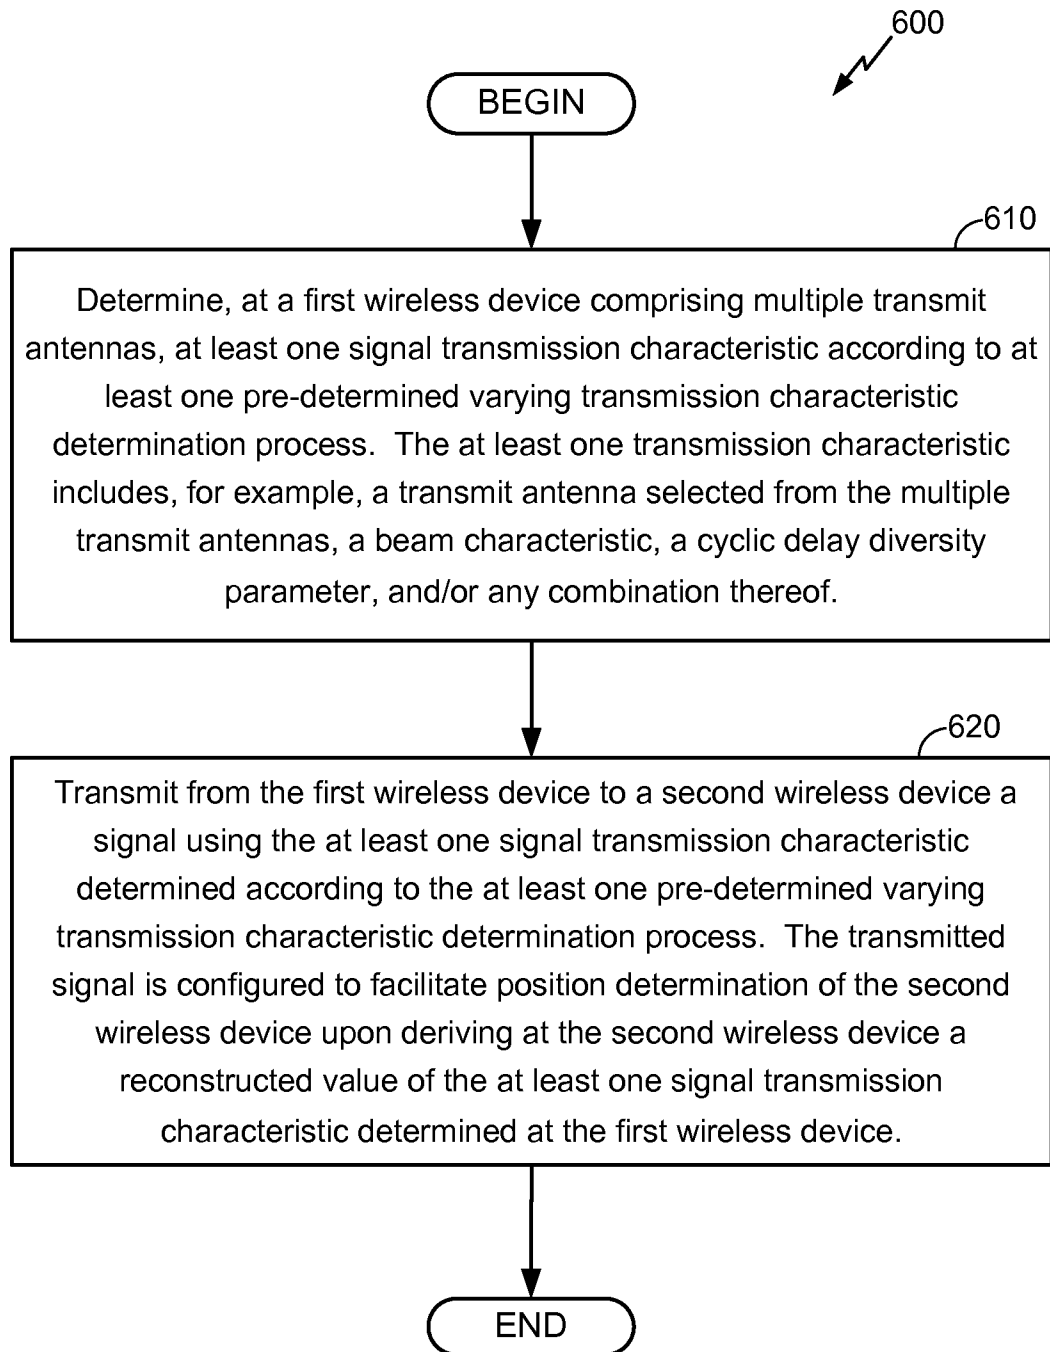 600
BEGIN
610
Determine, at a first wireless device comprising multiple transmit
antennas, at least one signal transmission characteristic according to at
least one pre-determined varying transmission characteristic
determination process.  The at least one transmission characteristic
includes, for example, a transmit antenna selected from the multiple
transmit antennas, a beam characteristic, a cyclic delay diversity
parameter, and/or any combination thereof.
620
Transmit from the first wireless device to a second wireless device a
signal using the at least one signal transmission characteristic
determined according to the at least one pre-determined varying
transmission characteristic determination process.  The transmitted
signal is configured to facilitate position determination of the second
wireless device upon deriving at the second wireless device a
reconstructed value of the at least one signal transmission
characteristic determined at the first wireless device.
END